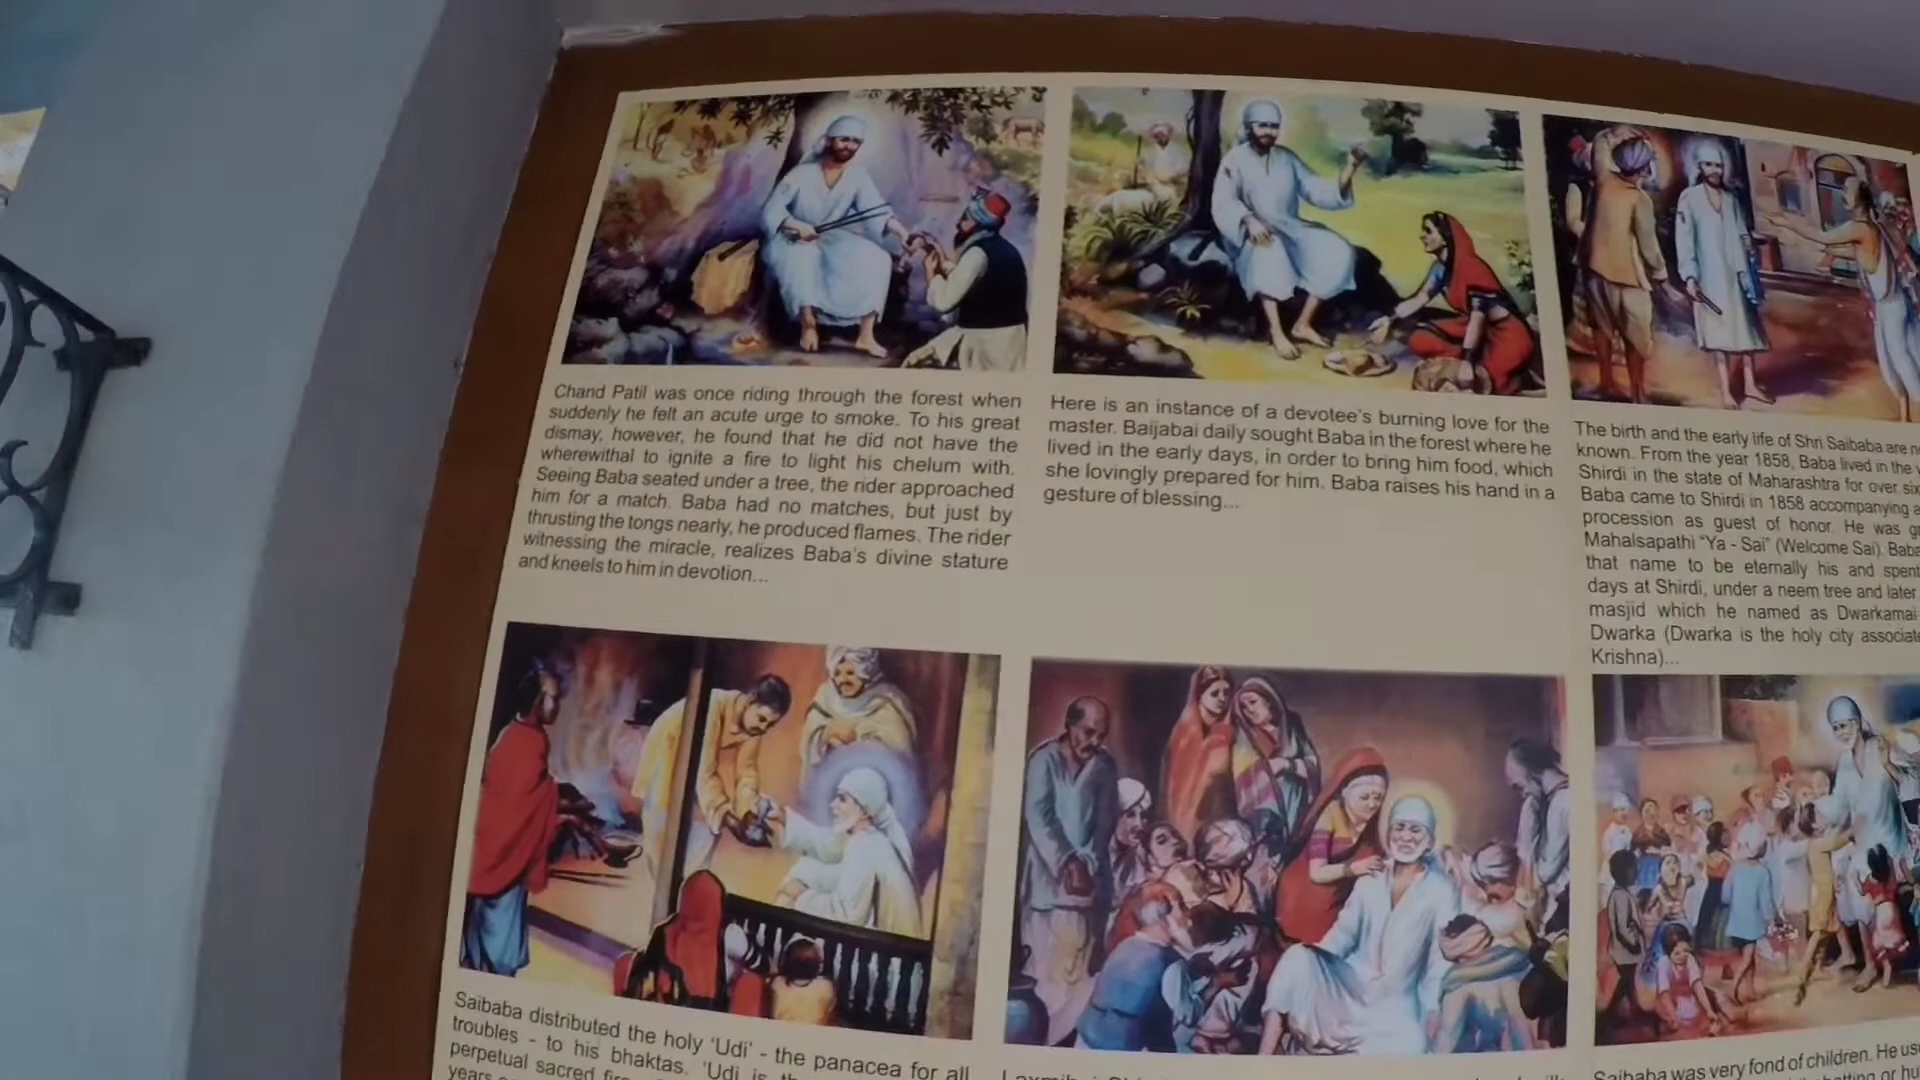 Chand Patil was once riding through the forest when
suddenly he felt an acute urge to smoke. To his great
dismay, however, he found that he did not have the
wherewithal to ignite a fire to light his chelum with.
Seeing Baba seated under a tree, the rider approached
him for a match. Baba had no matches, but just by
thrusting the tongs nearly, he produced flames. The rider
witnessing the miracle, realizes Baba's divine stature
and kneels to him in devotion...
Here is an instance of a devotee's burning love for the
master. Baijabai daily sought Baba in the forest where he
lived in the early days, in order to bring him food, which
she lovingly prepared for him. Baba raises his hand in a
gesture of blessing...
The birth and the early life of Shri Saibaba are
known. From the year 1858, Baba lived in the
Shirdi in the state of Maharashtra for over
Baba came to Shirdi in 1858 accompanying
procession as guest of honor. He was
Mahalsapathi "Ya - Sai" (Welcome Sai). Baba
that name to be eternally his and spent
days at Shirdi, under a neem tree and later
masjid which he named as Dwarkamai
Dwarka (Dwarka is the holy city
Krishna)...
Saibaba distributed the holy 'Udi' - the panacea for all
troubles - to his bhaktas. 'Udi is
perpetual sacred
years
Saibaba was very fond of children. He
or